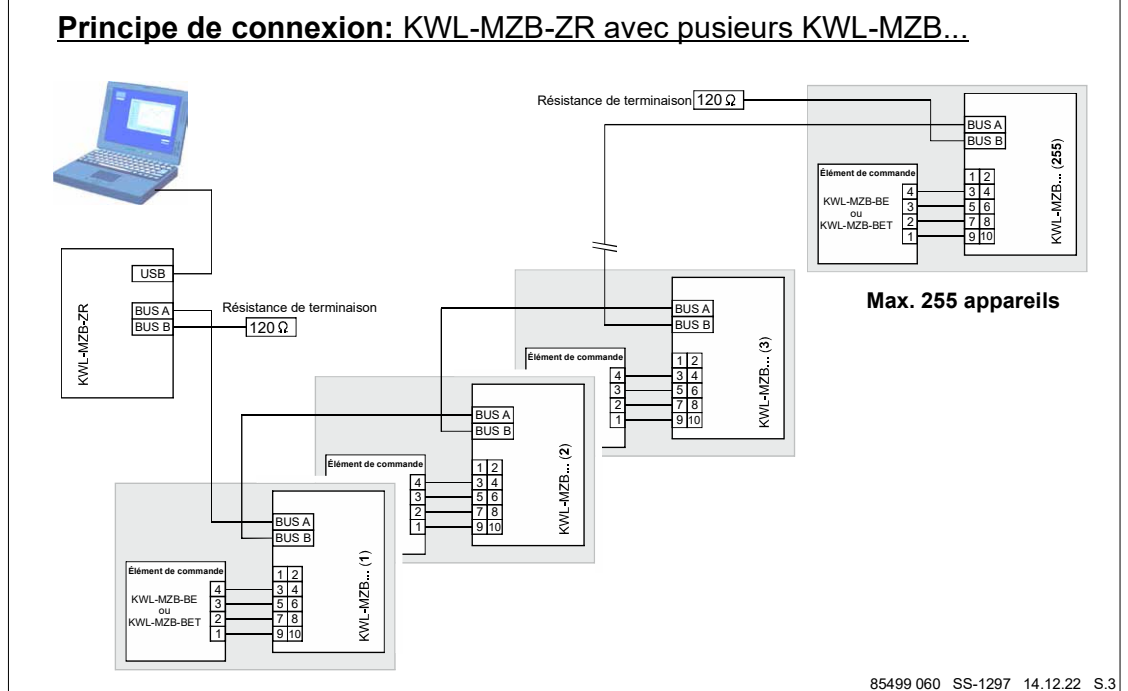 Principe de connexion: KWL-MZB-ZR avec pusieurs KWL-MZB...
Résistance de terminaison 120 Ω
BUS A
BUS B
KWL-MZB... (255)
Élément de commande
KWL-MZB-BE
ou
KWL-MZB-BET
4
3
2
1
1 2
3 4
5 6
7 8
9 10
Max. 255 appareils
USB
BUS A
BUS B
KWL-MZB-ZR
Résistance de terminaison
120 Ω
BUS A
BUS B
KWL-MZB... (3)
Élément de commande
4
3
2
1
1 2
3 4
5 6
7 8
9 10
BUS A
BUS B
KWL-MZB... (2)
Élément de commande
4
3
2
1
1 2
3 4
5 6
7 8
9 10
BUS A
BUS B
KWL-MZB... (1)
Élément de commande
KWL-MZB-BE
ou
KWL-MZB-BET
4
3
2
1
1 2
3 4
5 6
7 8
9 10
85499 060 SS-1297 14.12.22 S.3